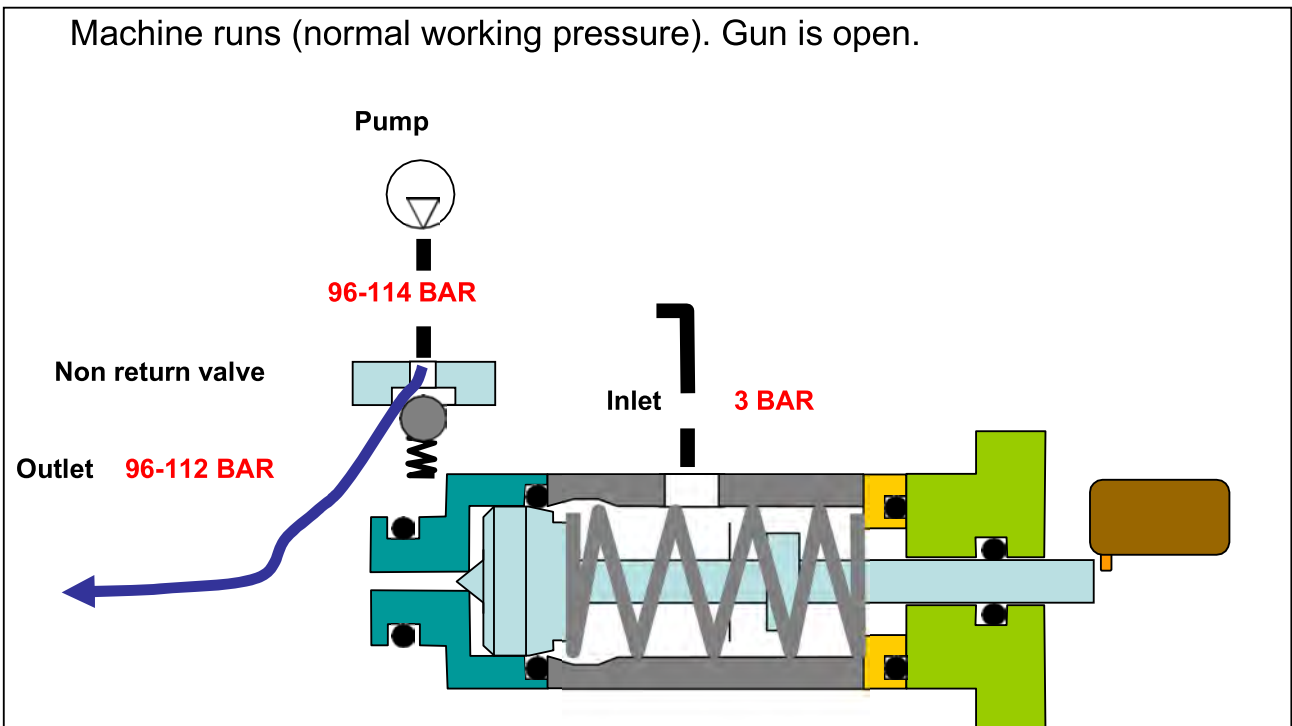 Machine runs (normal working pressure). Gun is open.
Pump
96-114 BAR
Non return valve
Inlet 3 BAR
Outlet 96-112 BAR